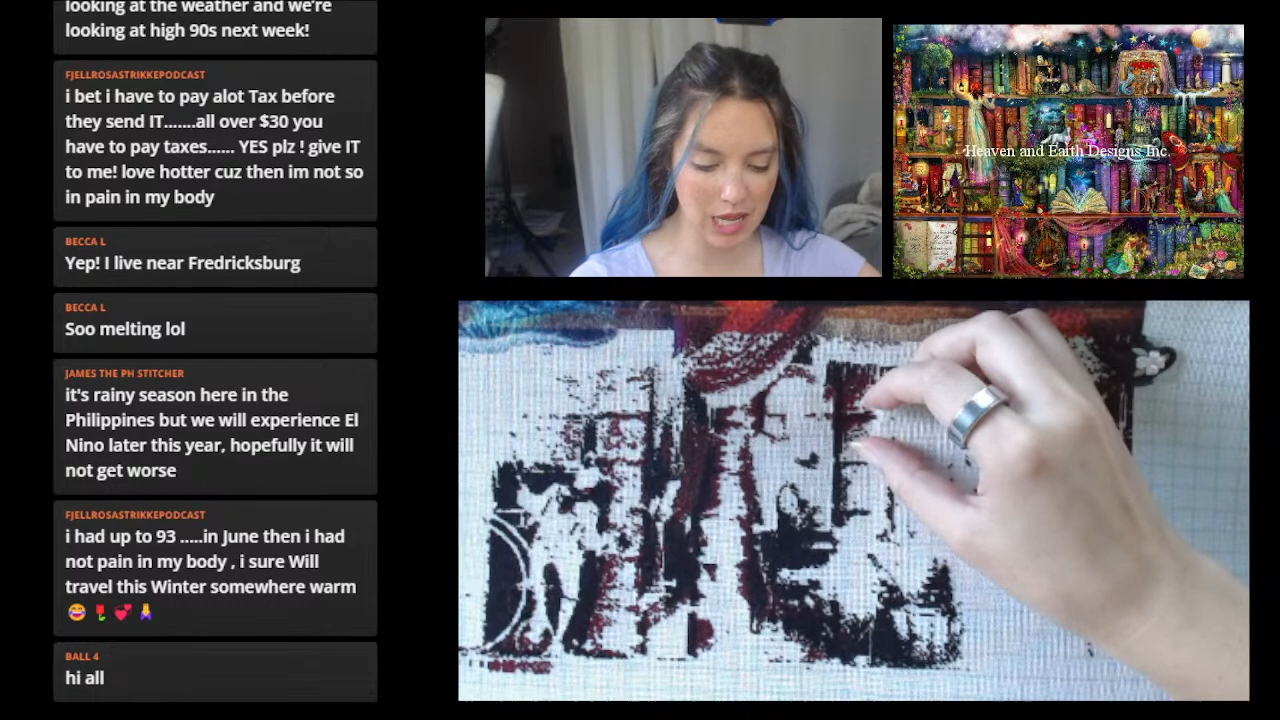 looking at the weather and we're
looking at high 90s next week!
FJELLROSASTRIKKEPODCAST
i bet i have to pay alot Tax before
they send IT.......all over $30 you
have to pay taxes...... YES plz ! give IT
to me! love hotter cuz then im not so
in pain in my body
BECCA L
Yep! I live near Fredricksburg
BECCA L
Soo melting lol
JAMES THE PH STITCHER
it's rainy season here in the
Philippines but we will experience El
Nino later this year, hopefully it will
not get worse
FJELLROSASTRIKKEPODCAST
i had up to 93 .....in June then i had
not pain in my body , i sure Will
travel this Winter somewhere warm
😄🌷💞🧜‍♀️
BALL 4
hi all
Heaven and Earth Designs Inc.